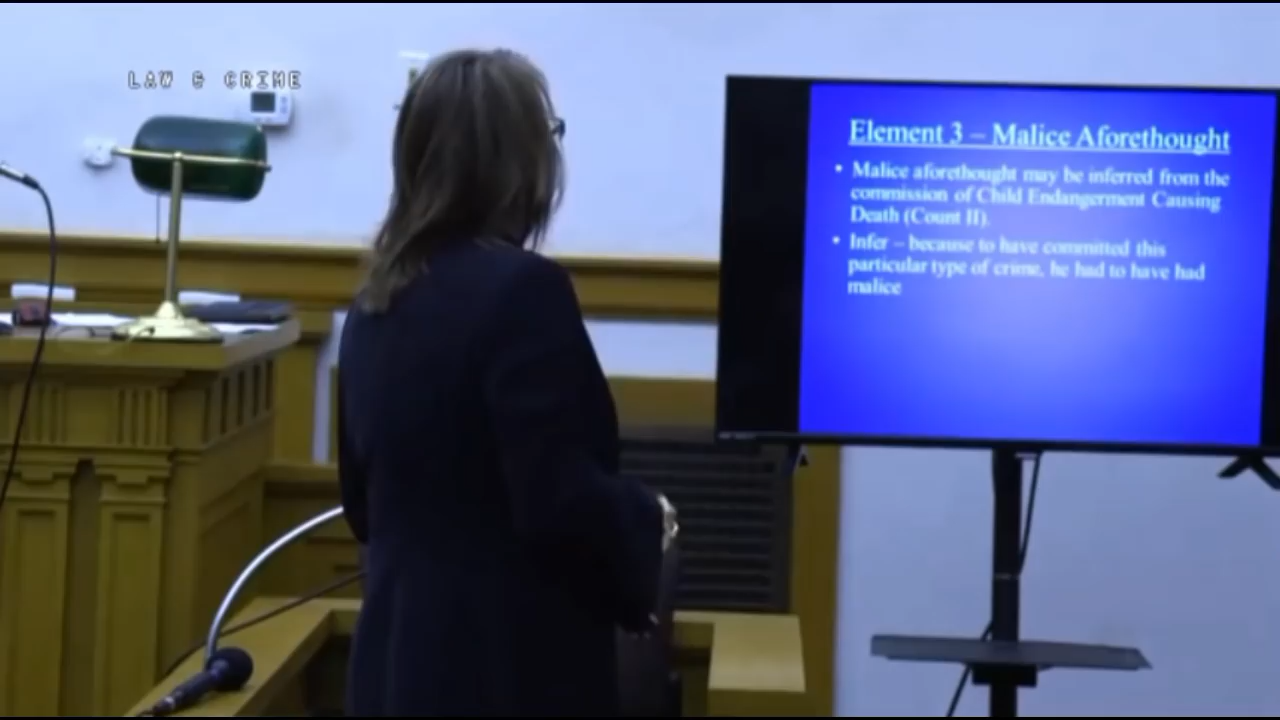 LAW & CRIME
Element 3 – Malice Aforethought
• Malice aforethought may be inferred from the
commission of Child Endangerment Causing
Death (Count II).
• Infer – because to have committed this
particular type of crime, he had to have had
malice